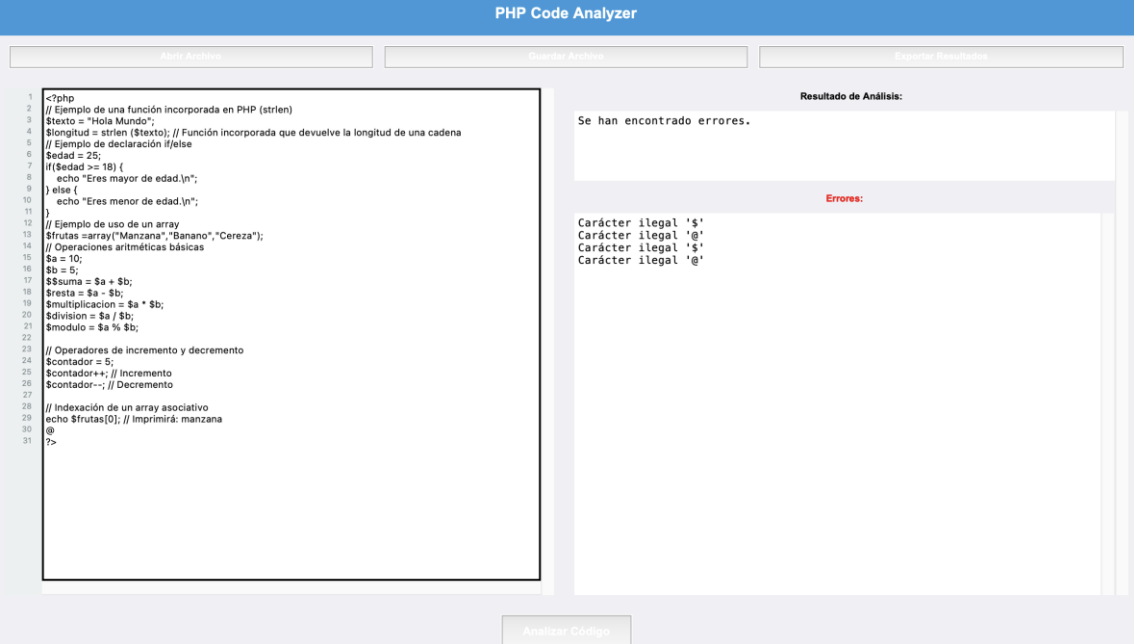 PHP Code Analyzer
Abrir Archivo
Guardar Archivo
Exportar Resultados
1 <?php
2 // Ejemplo de una función incorporada en PHP (strlen)
3 $texto = "Hola Mundo";
4 $longitud = strlen ($texto); // Función incorporada que devuelve la longitud de una cadena
5 // Ejemplo de declaración if/else
6 $edad = 25;
7 if($edad >= 18) {
8 echo "Eres mayor de edad.\n";
9 } else {
10 echo "Eres menor de edad.\n";
11 }
12 // Ejemplo de uso de un array
13 $frutas =array("Manzana","Banano","Cereza");
14 // Operaciones aritméticas básicas
15 $a = 10;
16 $b = 5;
17 $$suma = $a + $b;
18 $resta = $a - $b;
19 $multiplicacion = $a * $b;
20 $division = $a / $b;
21 $modulo = $a % $b;
22
23 // Operadores de incremento y decremento
24 $contador = 5;
25 $contador++; // Incremento
26 $contador--; // Decremento
27
28 // Indexación de un array asociativo
29 echo $frutas[0]; // Imprimirá: manzana
30 @
31 ?>
Resultado de Análisis:
Se han encontrado errores.
Errores:
Carácter ilegal '$'
Carácter ilegal '@'
Carácter ilegal '$'
Carácter ilegal '@'
Analizar Código